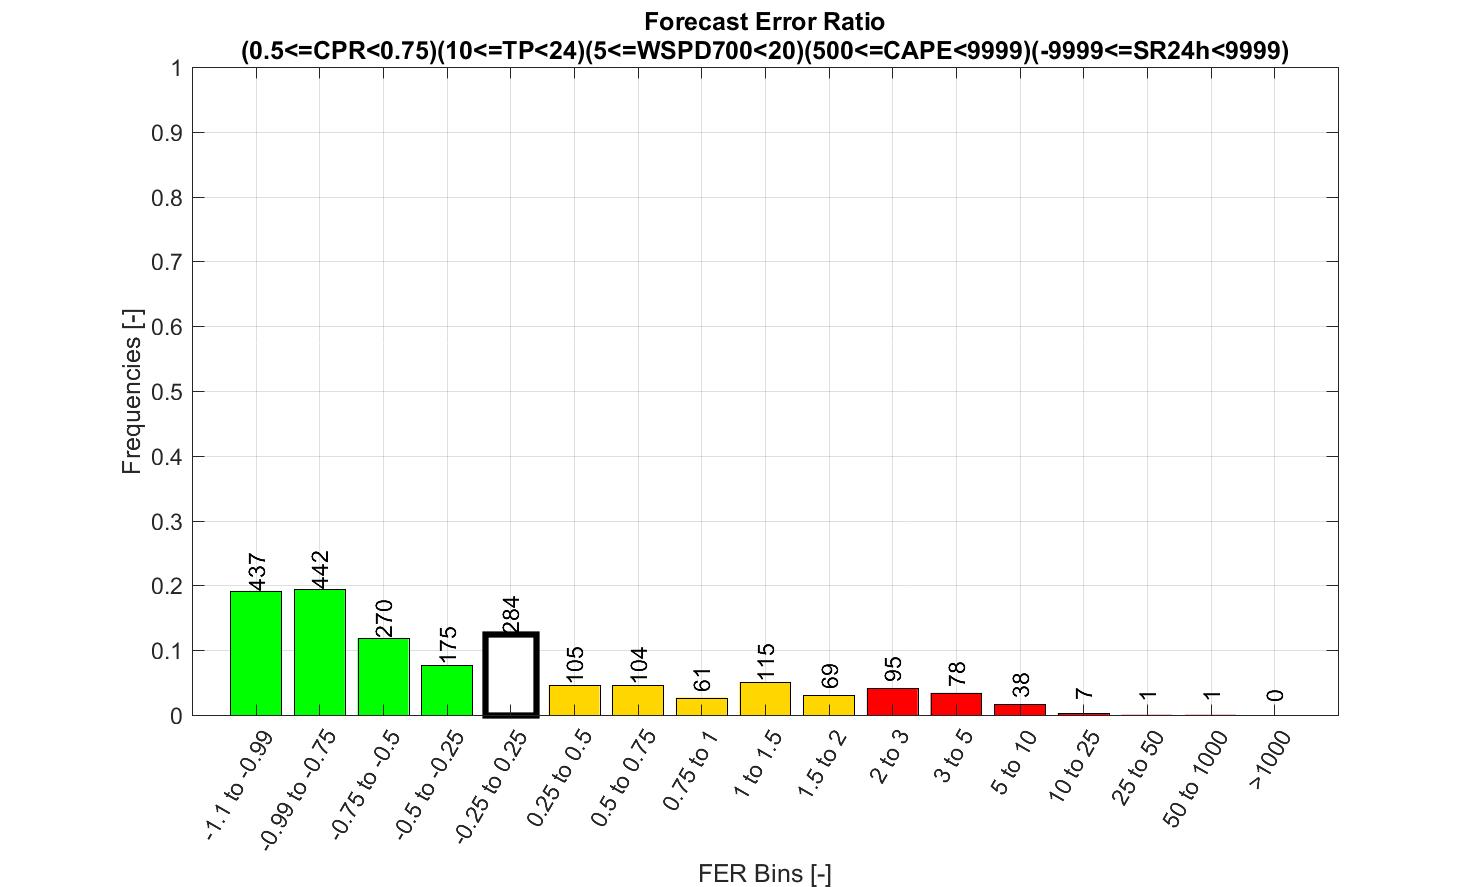 Forecast Error Ratio
(0.5<=CPR<0.75)(10<=TP<24)(5<=WSPD700<20)(500<=CAPE<9999)(-9999<=SR24h<9999)
1
0.9
0.8
0.7
0.6
0.5
0.4
0.3
0.2
0.1
0
Frequencies [-]
437
442
270
175
284
105
104
61
115
69
95
78
38
7
1
1
0
-1.1 to -0.99
-0.99 to -0.75
-0.75 to -0.5
-0.5 to -0.25
-0.25 to 0.25
0.25 to 0.5
0.5 to 0.75
0.75 to 1
1 to 1.5
1.5 to 2
2 to 3
3 to 5
5 to 10
10 to 25
25 to 50
50 to 1000
>1000
FER Bins [-]